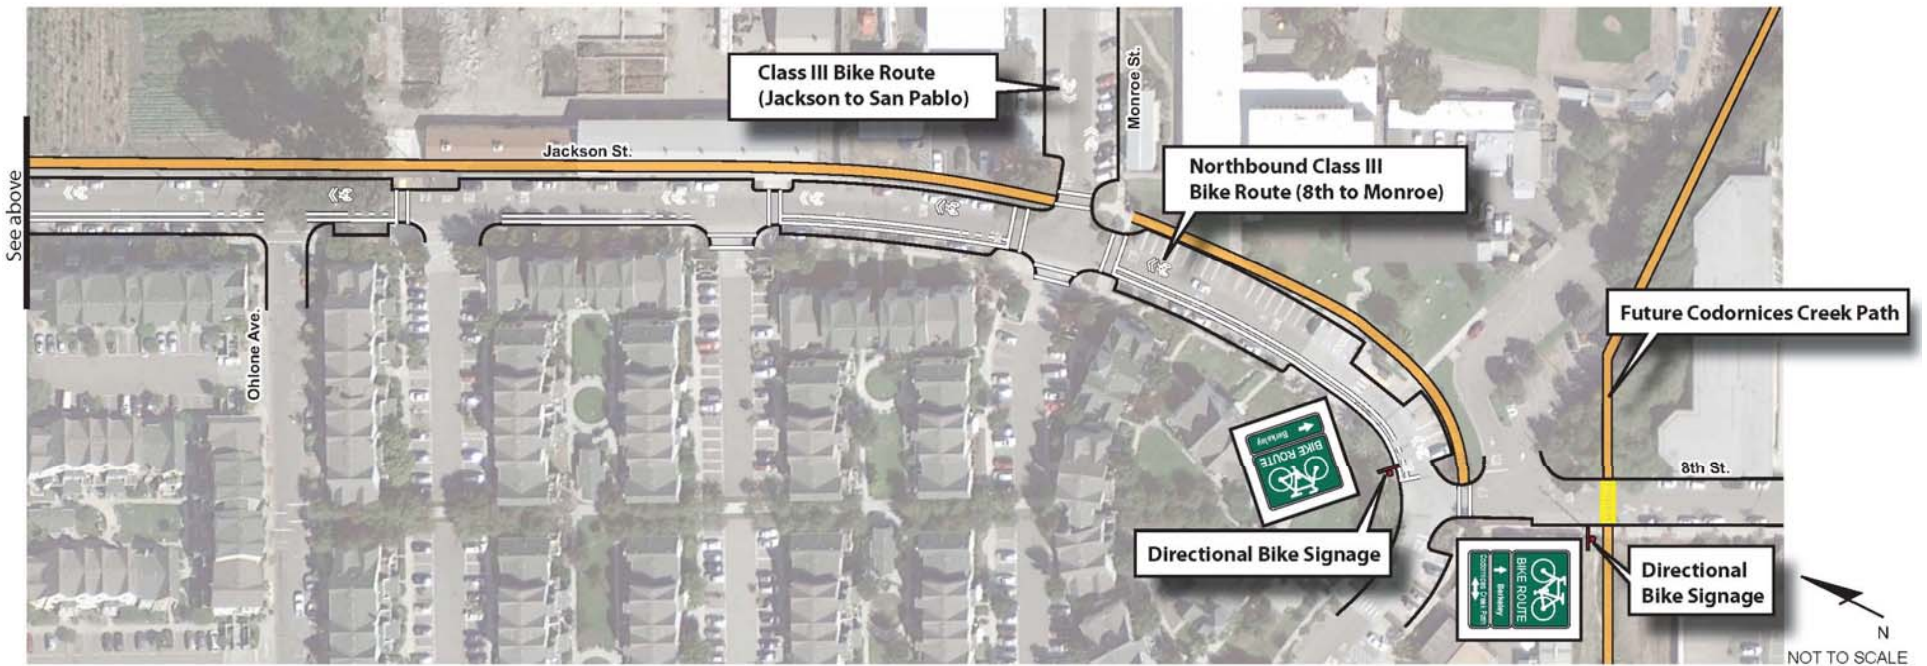 Class III Bike Route
(Jackson to San Pablo)
Monroe St.
Jackson St.
Northbound Class III
Bike Route (8th to Monroe)
See above
Ohlone Ave.
Future Codornices Creek Path
8th St.
BIKE ROUTE
Berkeley
Directional Bike Signage
BIKE ROUTE
Berkeley
Codornices Creek Path
Directional
Bike Signage
N
NOT TO SCALE